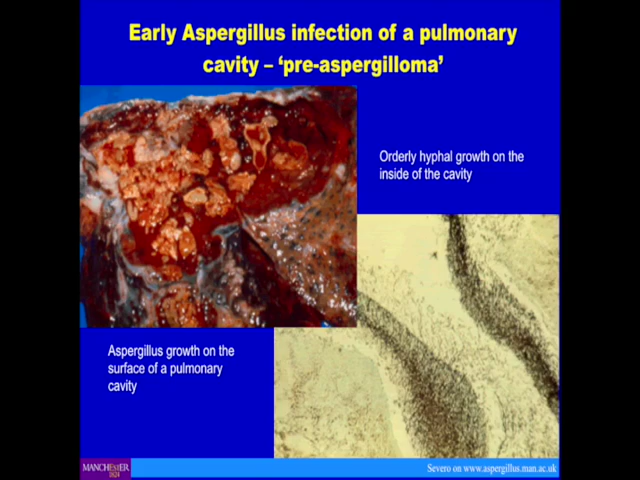 Early Aspergillus infection of a pulmonary
cavity – ‘pre-aspergilloma’
Orderly hyphal growth on the
inside of the cavity
Aspergillus growth on the
surface of a pulmonary
cavity
MANCHESTER
1824
Severo on www.aspergillus.man.ac.uk